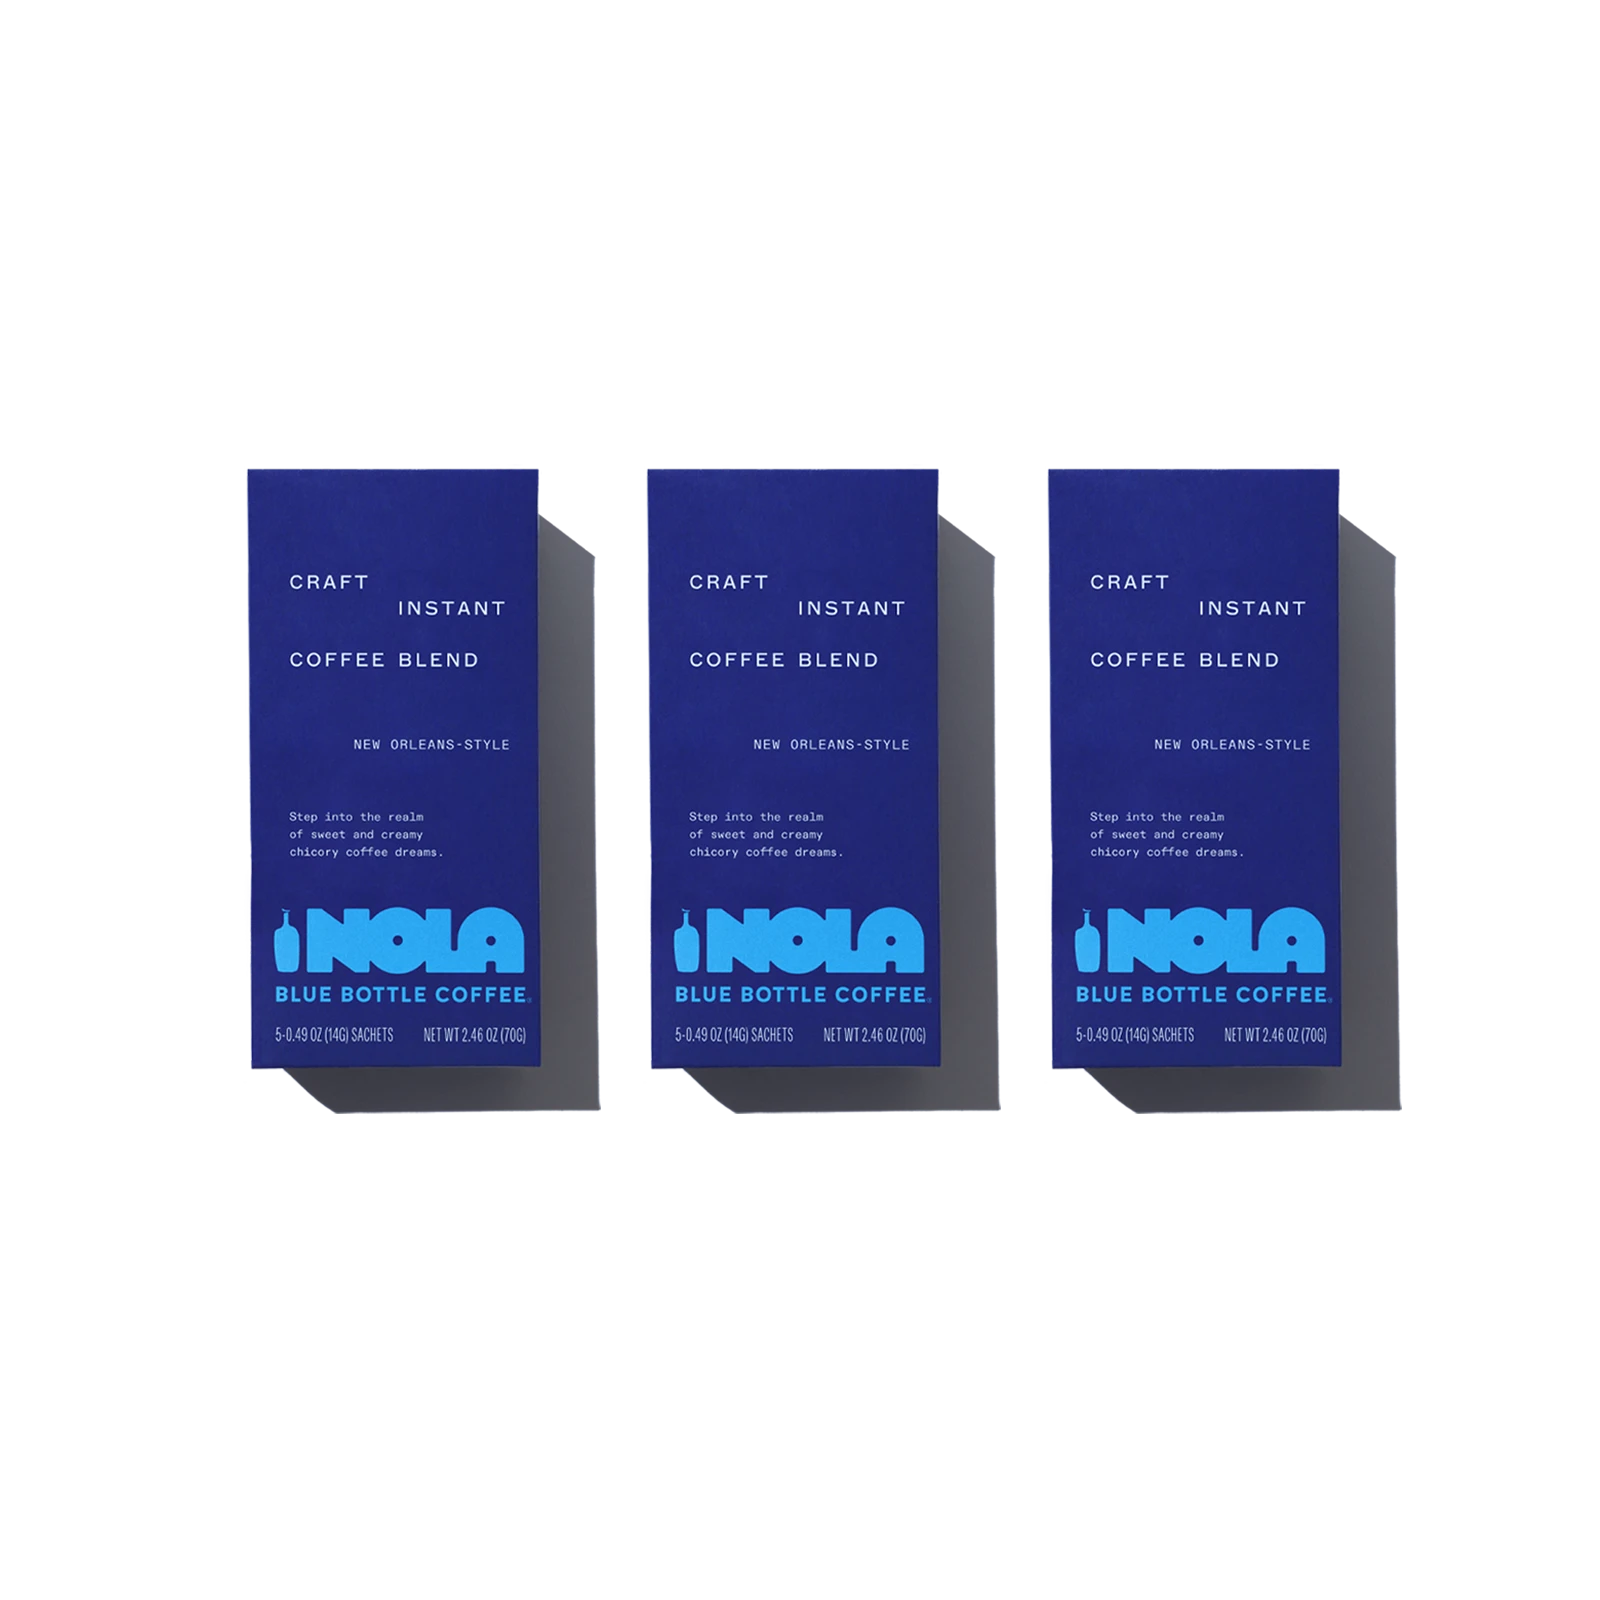 CRAFT
INSTANT
COFFEE BLEND
NEW ORLEANS-STYLE
Step into the realm
of sweet and creamy
chicory coffee dreams.
NOLA
BLUE BOTTLE COFFEE®
5-0.49 OZ (14G) SACHETS NET WT 2.46 OZ (70G)
CRAFT
INSTANT
COFFEE BLEND
NEW ORLEANS-STYLE
Step into the realm
of sweet and creamy
chicory coffee dreams.
NOLA
BLUE BOTTLE COFFEE®
5-0.49 OZ (14G) SACHETS NET WT 2.46 OZ (70G)
CRAFT
INSTANT
COFFEE BLEND
NEW ORLEANS-STYLE
Step into the realm
of sweet and creamy
chicory coffee dreams.
NOLA
BLUE BOTTLE COFFEE®
5-0.49 OZ (14G) SACHETS NET WT 2.46 OZ (70G)